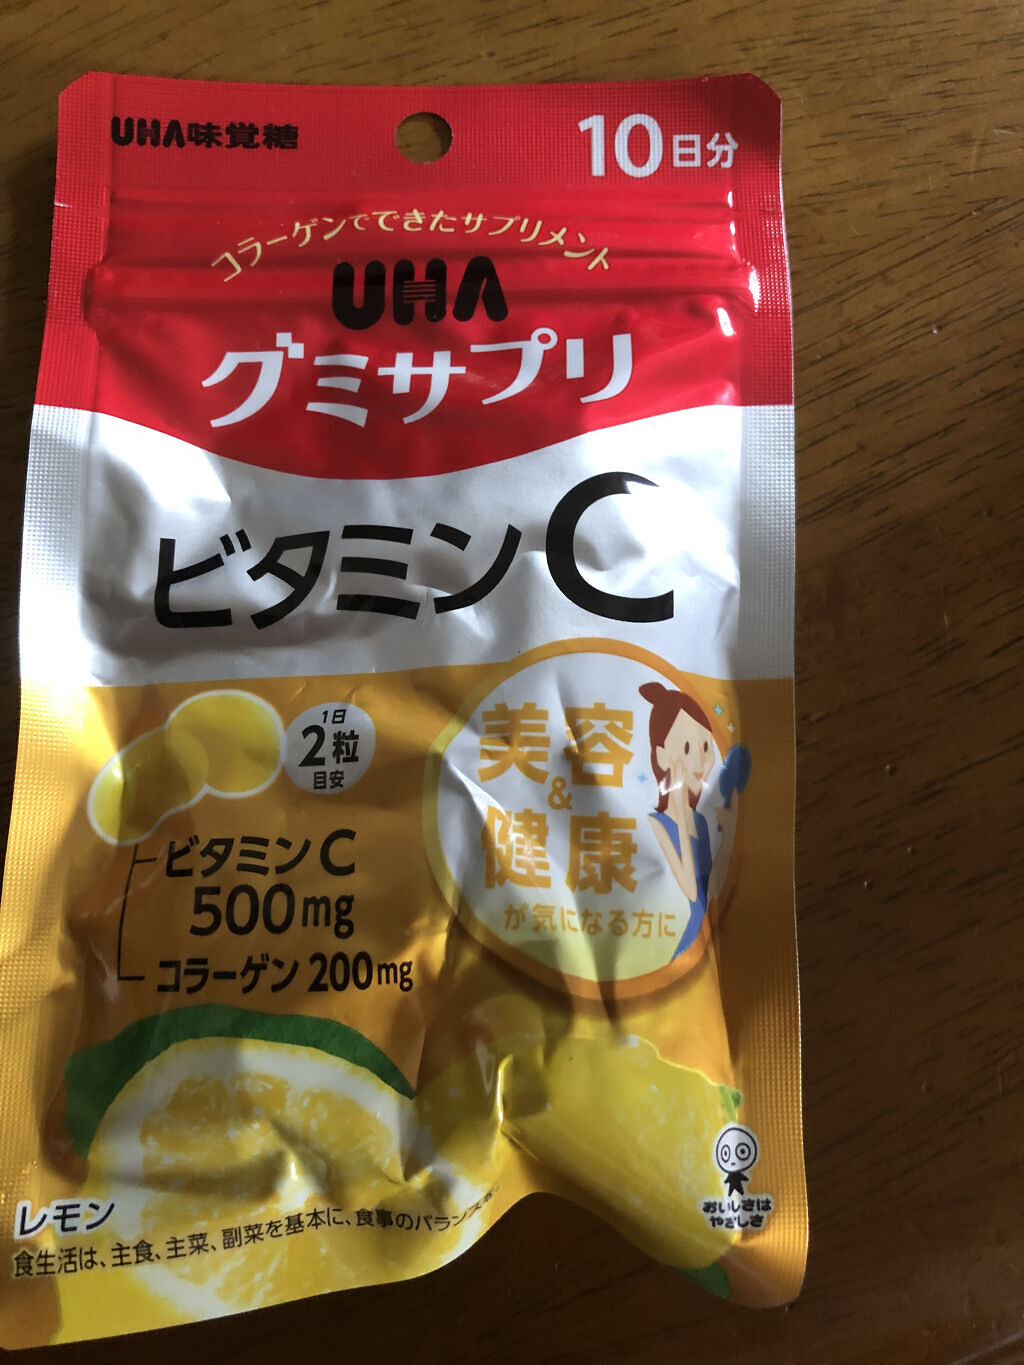 UHA味覚糖
10日分
コラーゲンでできたサプリメント
UHA
グミサプリ
ビタミンC
1日
2粒
目安
美容
&
健康
が気になる方に
ビタミンC
500mg
コラーゲン 200mg
おいしさは
やさしさ
レモン
食生活は、主食、主菜、副菜を基本に、食事のバランスを。